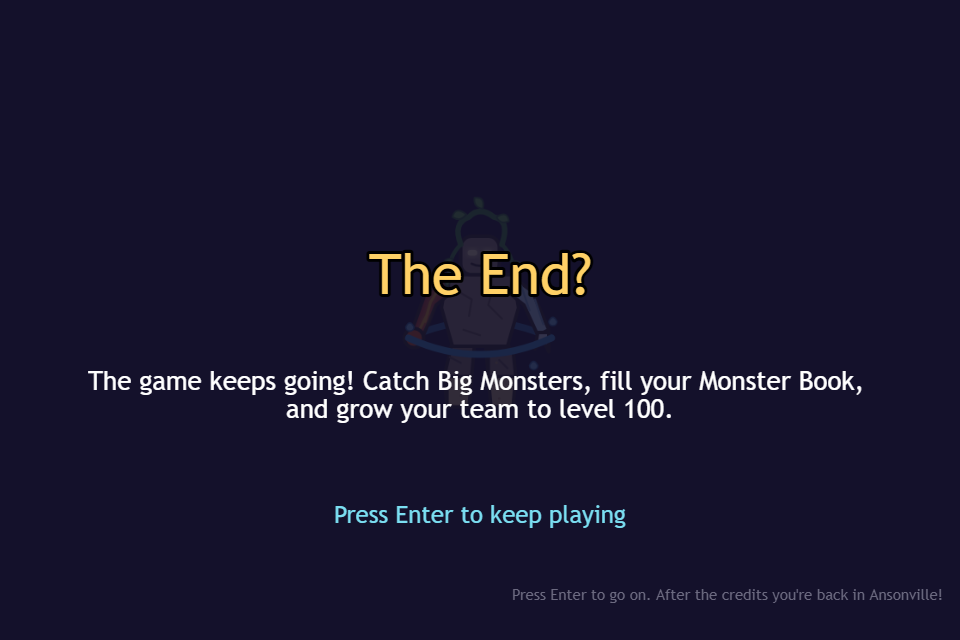 The End?
The game keeps going! Catch Big Monsters, fill your Monster Book,
and grow your team to level 100.
Press Enter to keep playing
Press Enter to go on. After the credits you're back in Ansonville!